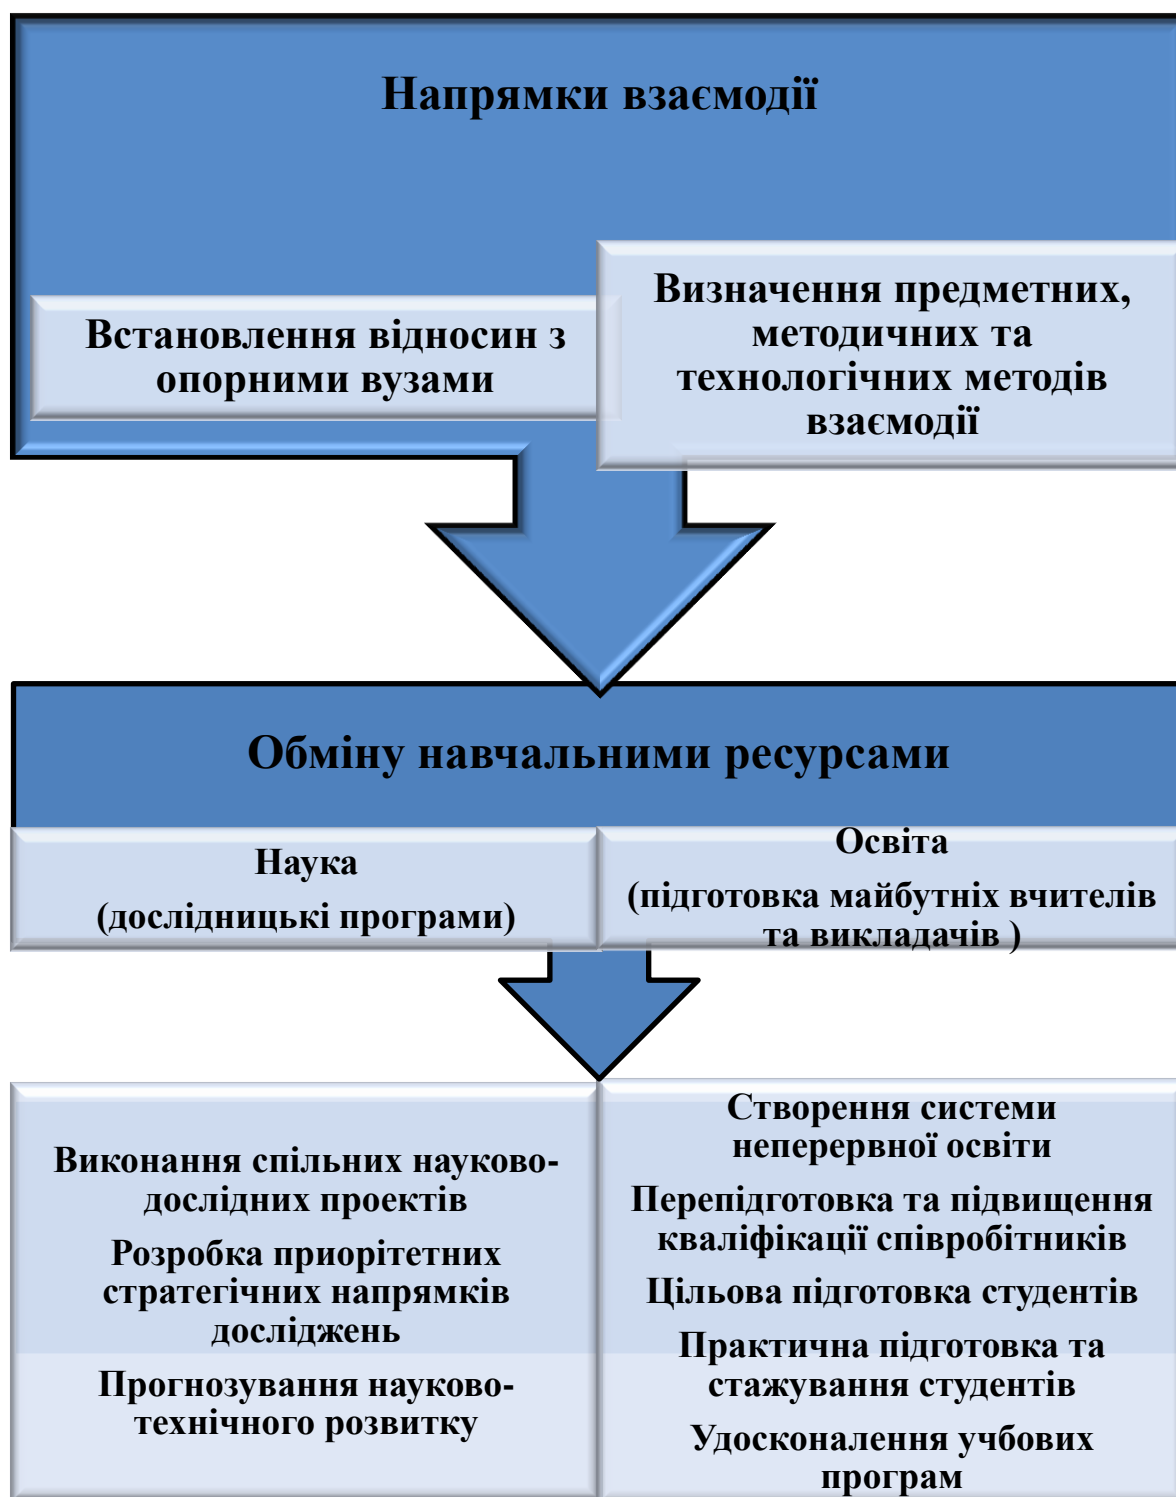 Напрямки взаємодії
Встановлення відносин з
опорними вузами
Визначення предметних,
методичних та
технологічних методів
взаємодії
Обміну навчальними ресурсами
Наука
(дослідницькі програми)
Освіта
(підготовка майбутніх вчителів
та викладачів )
Виконання спільних науково-
дослідних проектів
Розробка приорітетних
стратегічних напрямків
досліджень
Прогнозування науково-
технічного розвитку
Створення системи
неперервної освіти
Перепідготовка та підвищення
кваліфікації співробітників
Цільова підготовка студентів
Практична підготовка та
стажування студентів
Удосконалення учбових
програм